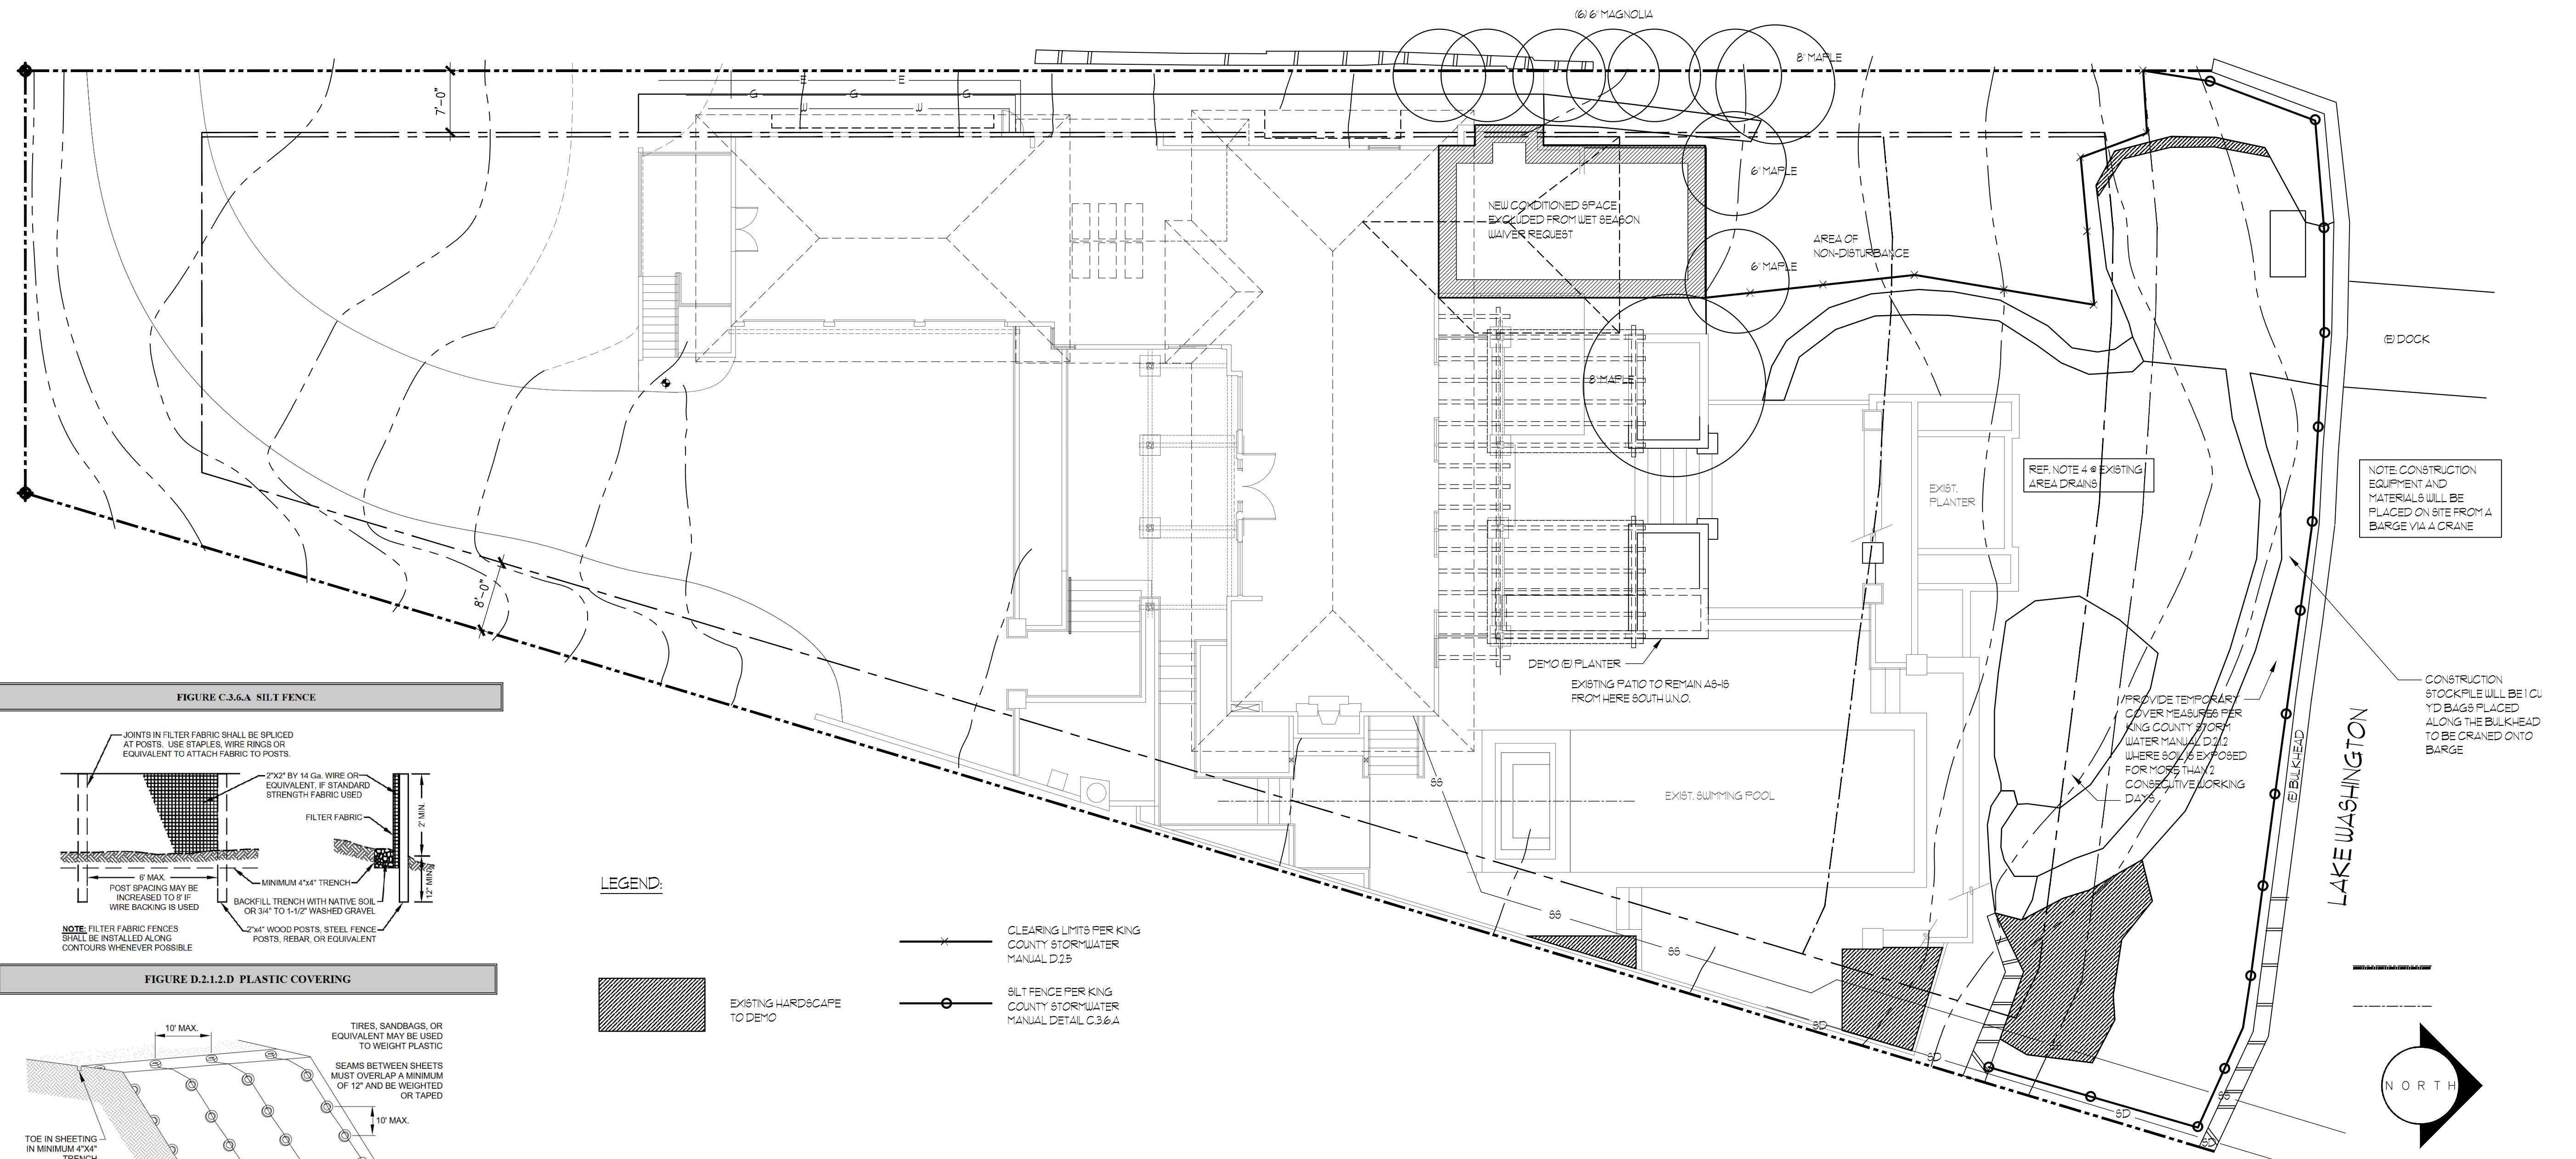 (6) 6" MAGNOLIA
8" MAPLE
7'-0"
E
E
G
G
G
W
W
6" MAPLE
NEW CONDITIONED SPACE
EXCLUDED FROM WET SEASON
WAIVER REQUEST
AREA OF
NON-DISTURBANCE
6" MAPLE
(E) DOCK
8" MAPLE
REF. NOTE 4 @ EXISTING
AREA DRAINS
EXIST.
PLANTER
NOTE: CONSTRUCTION
EQUIPMENT AND
MATERIALS WILL BE
PLACED ON SITE FROM A
BARGE VIA A CRANE
8'-0"
DEMO (E) PLANTER
EXISTING PATIO TO REMAIN AS-IS
FROM HERE SOUTH U.N.O.
CONSTRUCTION
STOCKPILE WILL BE 1 CU
YD BAGS PLACED
ALONG THE BULKHEAD
TO BE CRANED ONTO
BARGE
PROVIDE TEMPORARY
COVER MEASURES PER
KING COUNTY STORM
WATER MANUAL D.2.1.2
WHERE SOIL IS EXPOSED
FOR MORE THAN 2
CONSECUTIVE WORKING
DAYS
(E) BULKHEAD
LAKE WASHINGTON
EXIST. SWIMMING POOL
SS
SS
SS
SS
SS
SD
SD
SD
SD
FIGURE C.3.6.A SILT FENCE
JOINTS IN FILTER FABRIC SHALL BE SPLICED
AT POSTS. USE STAPLES, WIRE RINGS OR
EQUIVALENT TO ATTACH FABRIC TO POSTS.
2"X2" BY 14 Ga. WIRE OR
EQUIVALENT, IF STANDARD
STRENGTH FABRIC USED
FILTER FABRIC
2' MIN.
12" MIN.
6' MAX.
MINIMUM 4"x4" TRENCH
POST SPACING MAY BE
INCREASED TO 8' IF
WIRE BACKING IS USED
BACKFILL TRENCH WITH NATIVE SOIL
OR 3/4" TO 1-1/2" WASHED GRAVEL
NOTE: FILTER FABRIC FENCES
SHALL BE INSTALLED ALONG
CONTOURS WHENEVER POSSIBLE
2"x4" WOOD POSTS, STEEL FENCE
POSTS, REBAR, OR EQUIVALENT
FIGURE D.2.1.2.D PLASTIC COVERING
10' MAX.
TIRES, SANDBAGS, OR
EQUIVALENT MAY BE USED
TO WEIGHT PLASTIC
SEAMS BETWEEN SHEETS
MUST OVERLAP A MINIMUM
OF 12" AND BE WEIGHTED
OR TAPED
10' MAX.
TOE IN SHEETING
IN MINIMUM 4"X4"
TRENCH
LEGEND:
EXISTING HARDSCAPE
TO DEMO
CLEARING LIMITS PER KING
COUNTY STORMWATER
MANUAL D.2.5
SILT FENCE PER KING
COUNTY STORMWATER
MANUAL DETAIL C.3.6.A
NORTH